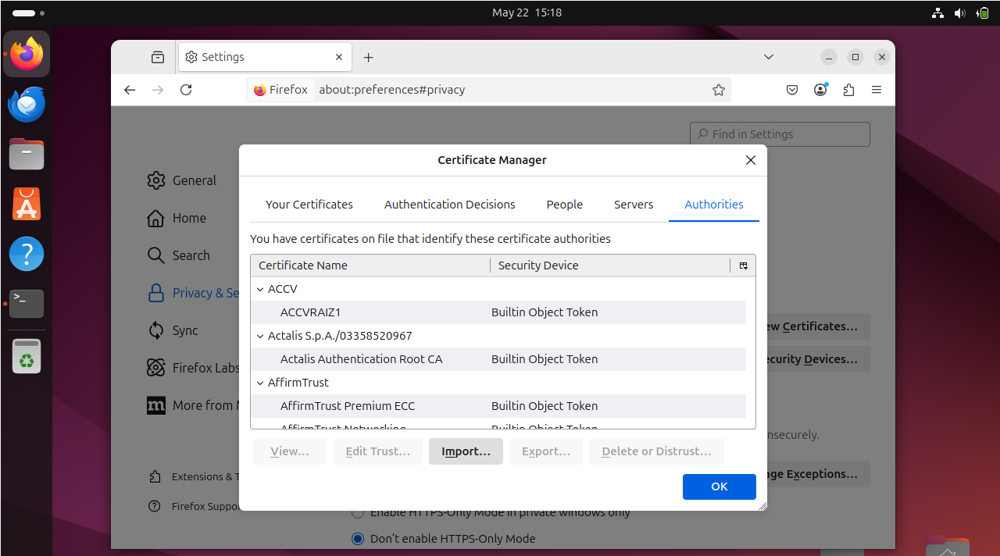 May 22 15:18
Settings
Firefox about:preferences#privacy
Find in Settings
Certificate Manager
General
Home
Search
Privacy & Se
Sync
Firefox Labs
More from M
Extensions & T
Firefox Suppor
Your Certificates Authentication Decisions People Servers Authorities
You have certificates on file that identify these certificate authorities
Certificate Name Security Device
ACCV
ACCVRAIZ1 Builtin Object Token
Actalis S.p.A./03358520967
Actalis Authentication Root CA Builtin Object Token
AffirmTrust
AffirmTrust Premium ECC Builtin Object Token
AffirmTrust Networking Builtin Object Token
View... Edit Trust... Import... Export... Delete or Distrust...
OK
ew Certificates...
ecurity Devices...
nsecurely.
age Exceptions...
Enable HTTPS-Only Mode in private windows only
Don't enable HTTPS-Only Mode